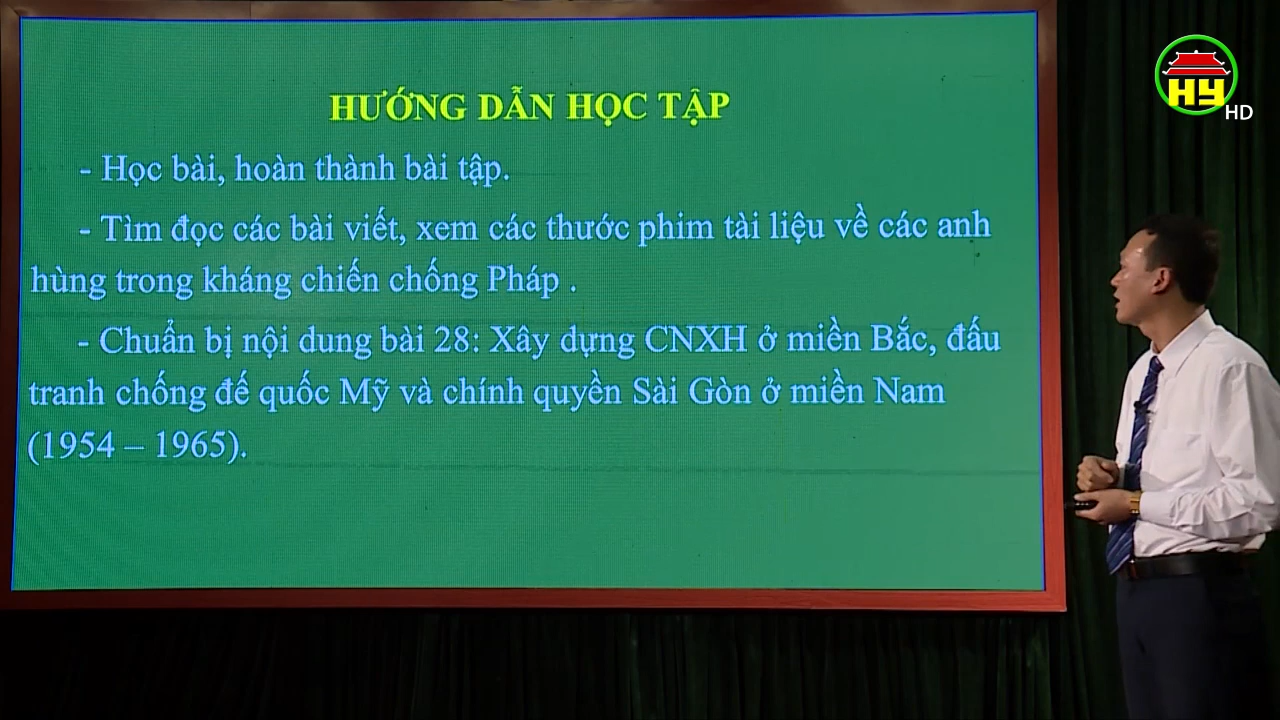 HƯỚNG DẪN HỌC TẬP
- Học bài, hoàn thành bài tập.
- Tìm đọc các bài viết, xem các thước phim tài liệu về các anh
hùng trong kháng chiến chống Pháp .
- Chuẩn bị nội dung bài 28: Xây dựng CNXH ở miền Bắc, đấu
tranh chống đế quốc Mỹ và chính quyền Sài Gòn ở miền Nam
(1954 – 1965).
HY
HD